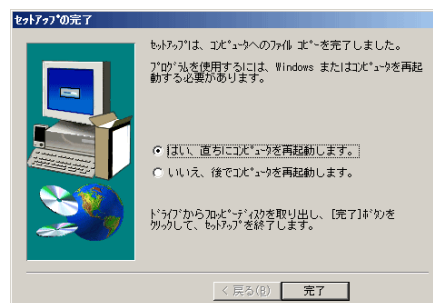 ｾｯﾄｱｯﾌﾟの完了
ｾｯﾄｱｯﾌﾟは、ｺﾝﾋﾟｭｰﾀへのﾌｧｲﾙ ｺﾋﾟｰを完了しました。
ﾌﾟﾛｸﾞﾗﾑを使用するには、Windows またはｺﾝﾋﾟｭｰﾀを再起
動する必要があります。
はい、直ちにｺﾝﾋﾟｭｰﾀを再起動します。
いいえ、後でｺﾝﾋﾟｭｰﾀを再起動します。
ﾄﾞﾗｲﾌﾞからﾌﾛｯﾋﾟｰﾃﾞｨｽｸを取り出し、[完了]ﾎﾞﾀﾝを
ｸﾘｯｸして、ｾｯﾄｱｯﾌﾟを終了します。
< 戻る(B)
完了